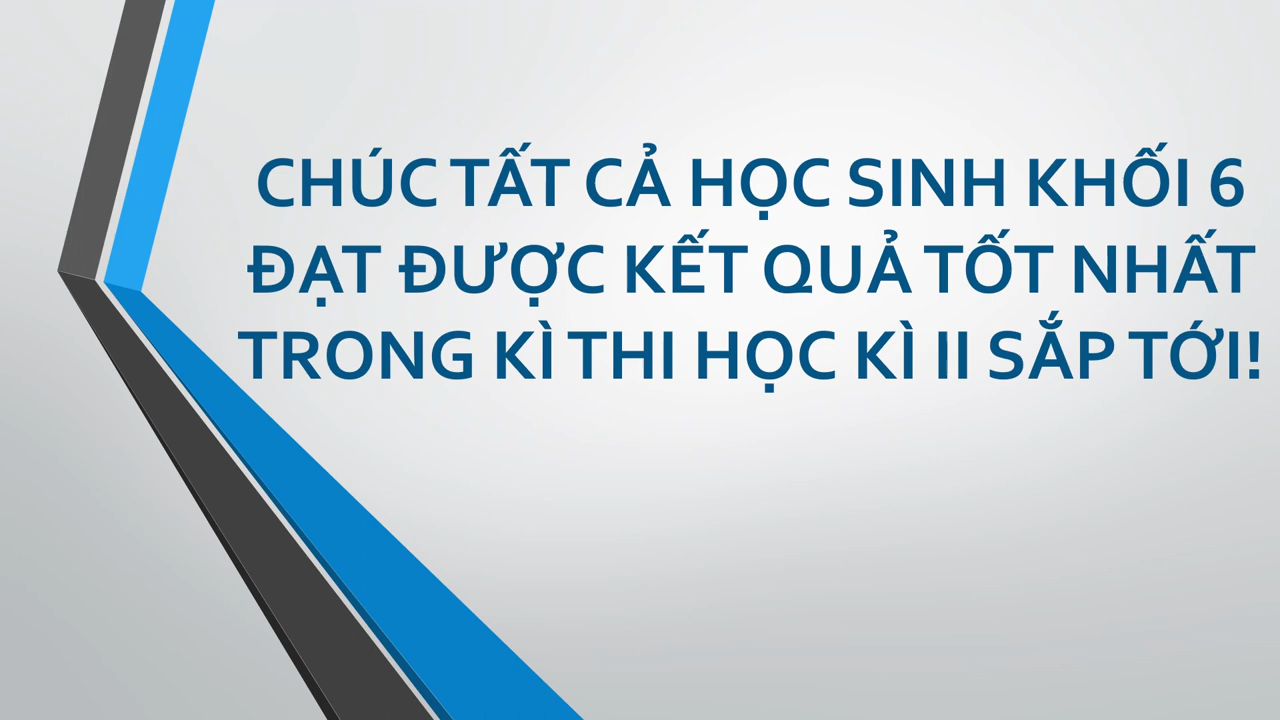 CHÚC TẤT CẢ HỌC SINH KHỐI 6
ĐẠT ĐƯỢC KẾT QUẢ TỐT NHẤT
TRONG KÌ THI HỌC KÌ II SẮP TỚI!